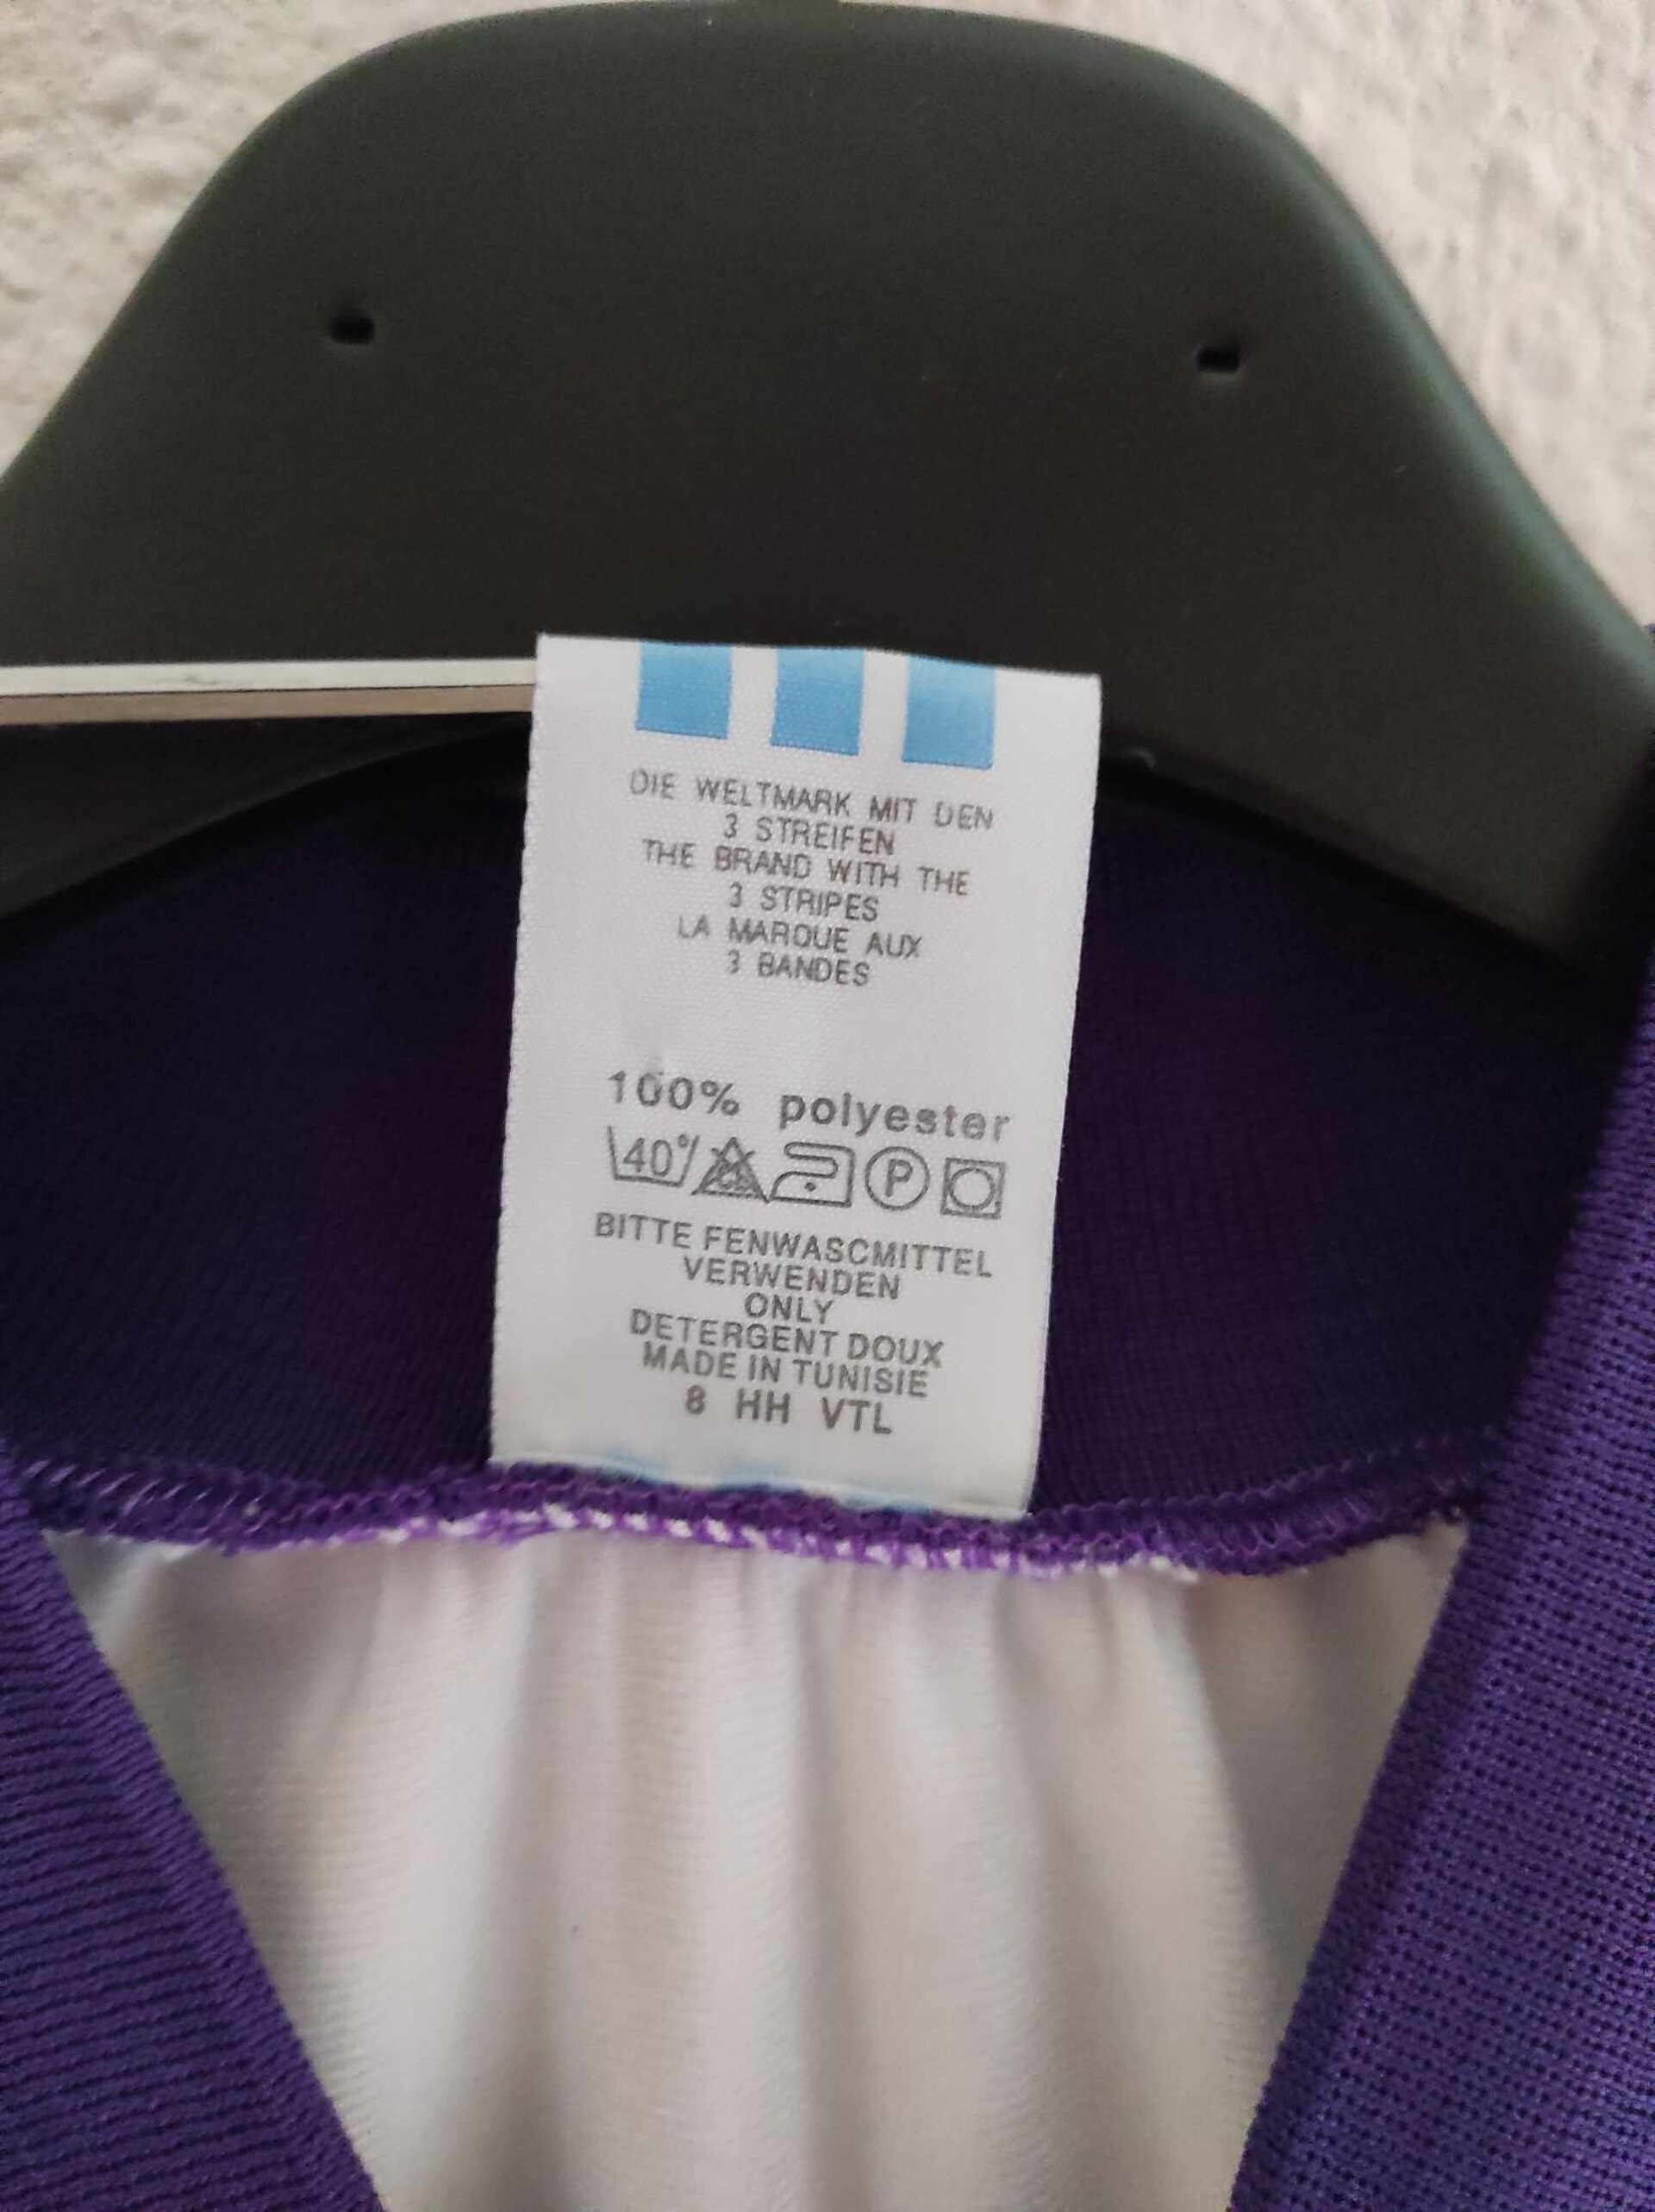 DIE WELTMARK MIT DEN
3 STREIFEN
THE BRAND WITH THE
3 STRIPES
LA MARQUE AUX
3 BANDES
100% polyester
40° CL P
BITTE FENWASCMITTEL
VERWENDEN
ONLY
DETERGENT DOUX
MADE IN TUNISIE
8 HH VTL